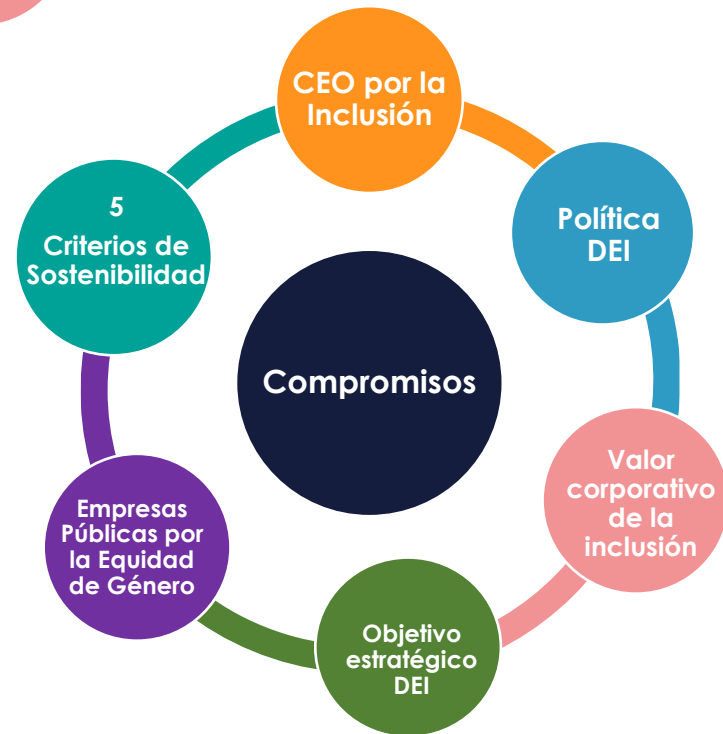 CEO por la
Inclusión
Política
DEI
Valor
corporativo
de la
inclusión
Objetivo
estratégico
DEI
Empresas
Públicas por
la Equidad
de Género
5
Criterios de
Sostenibilidad
Compromisos